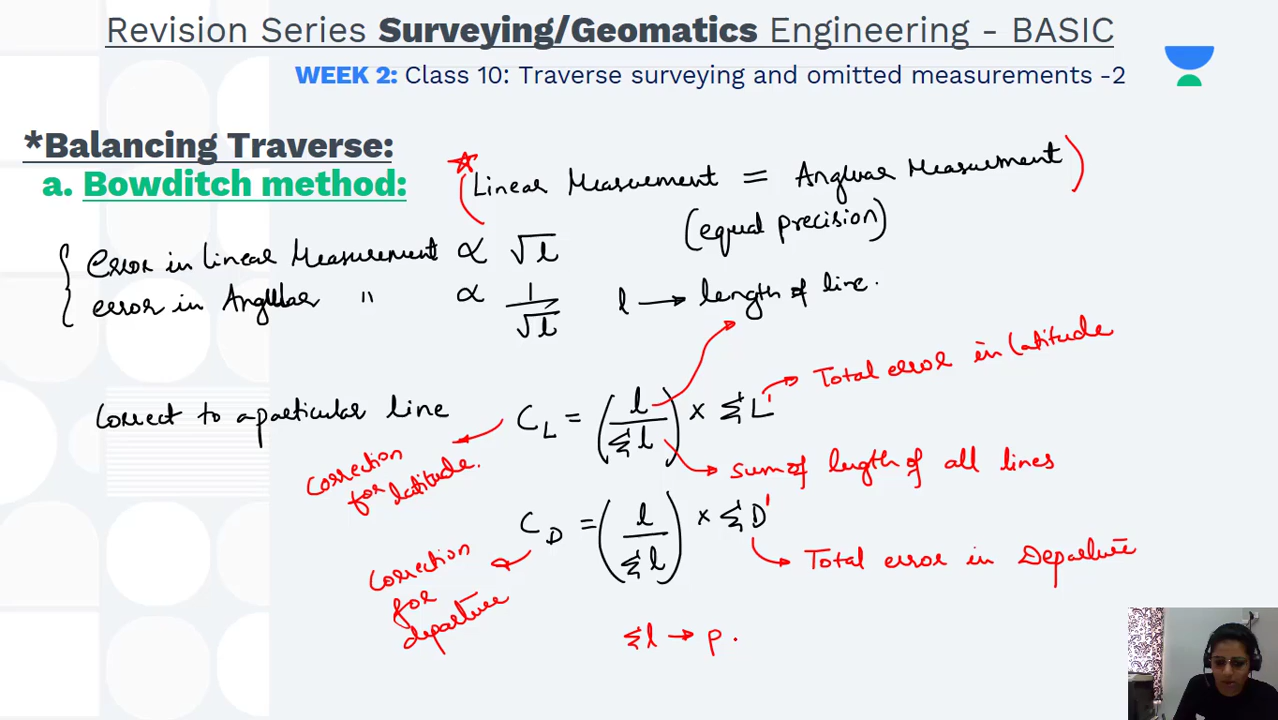 Revision Series Surveying/Geomatics Engineering - BASIC
WEEK 2: Class 10: Traverse surveying and omitted measurements -2
*Balancing Traverse:
a. Bowditch method:
(Linear Measurement = Angular Measurement)
(equal precision)
Error in linear Measurement ∝ √l
error in Angular " ∝ 1/√l l → length of line.
Correct to a particular line C_L = (l/Σl) × ΣL' → Total error in latitude
correction for latitude.
sum of length of all lines
C_D = (l/Σl) × ΣD'
Correction for departure
Total error in Departure
Σl → p.